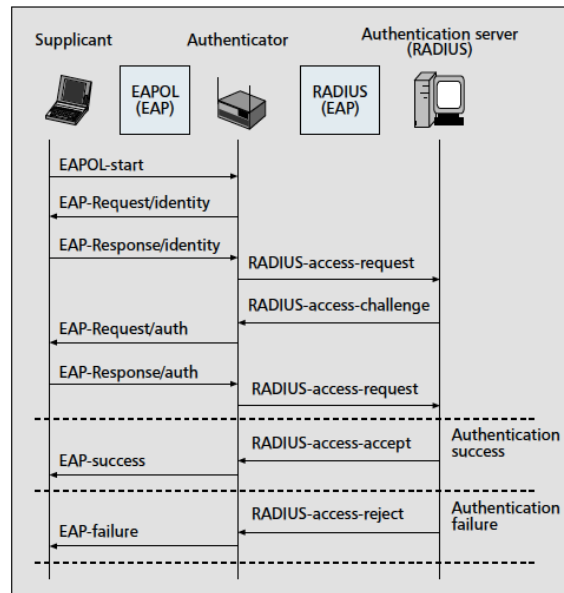 Supplicant
Authenticator
Authentication server
(RADIUS)
EAPOL
(EAP)
RADIUS
(EAP)
EAPOL-start
EAP-Request/identity
EAP-Response/identity
RADIUS-access-request
RADIUS-access-challenge
EAP-Request/auth
EAP-Response/auth
RADIUS-access-request
RADIUS-access-accept
Authentication
success
EAP-success
RADIUS-access-reject
Authentication
failure
EAP-failure